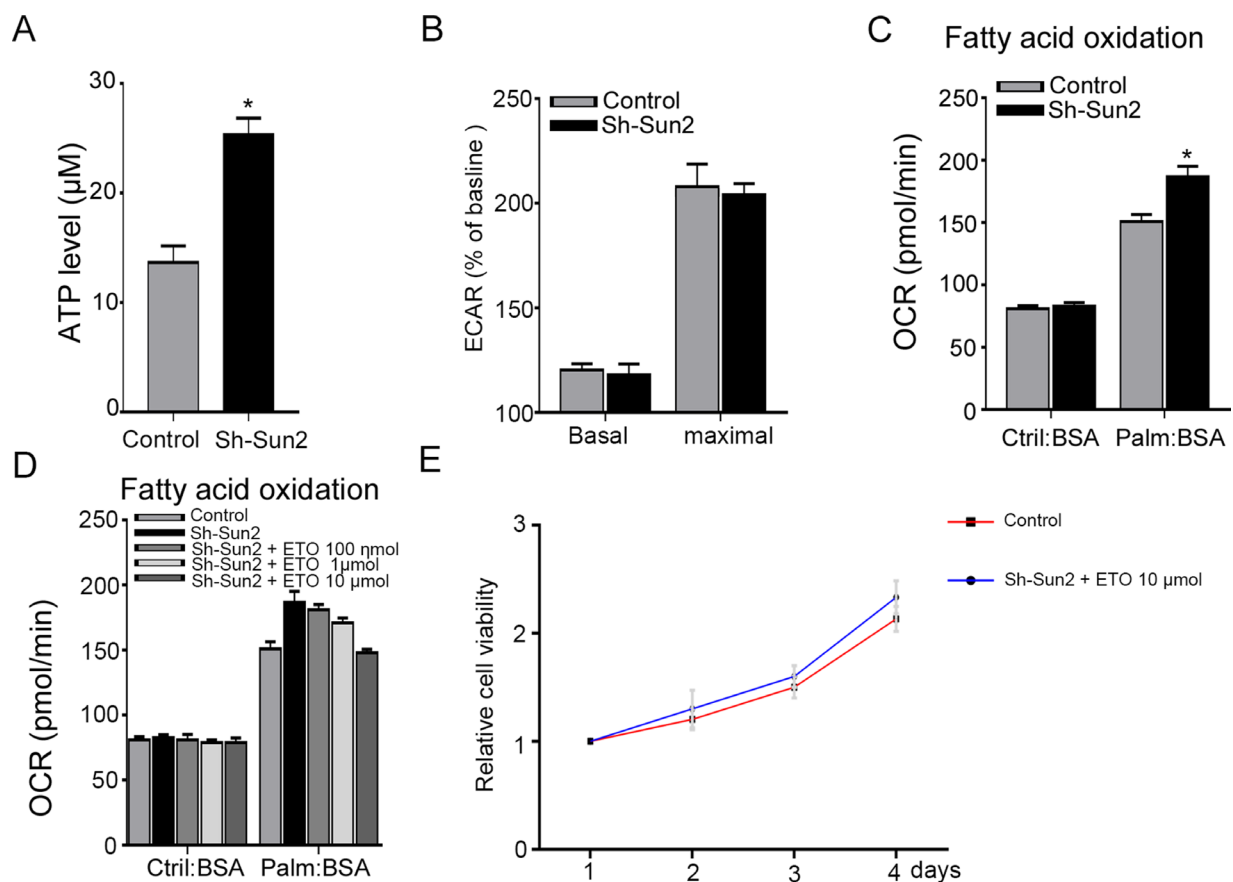 A
30
20
10
0
ATP level (µM)
*
Control Sh-Sun2
B
250
200
150
100
ECAR (% of basline )
Control
Sh-Sun2
Basal maximal
C
Fatty acid oxidation
250
200
150
100
50
0
OCR (pmol/min)
Control
Sh-Sun2
*
Ctril:BSA Palm:BSA
D
Fatty acid oxidation
250
200
150
100
50
0
OCR (pmol/min)
Control
Sh-Sun2
Sh-Sun2 + ETO 100 nmol
Sh-Sun2 + ETO 1µmol
Sh-Sun2 + ETO 10 µmol
Ctril:BSA Palm:BSA
E
3
2
1
0
Relative cell viability
1 2 3 4 days
Control
Sh-Sun2 + ETO 10 µmol